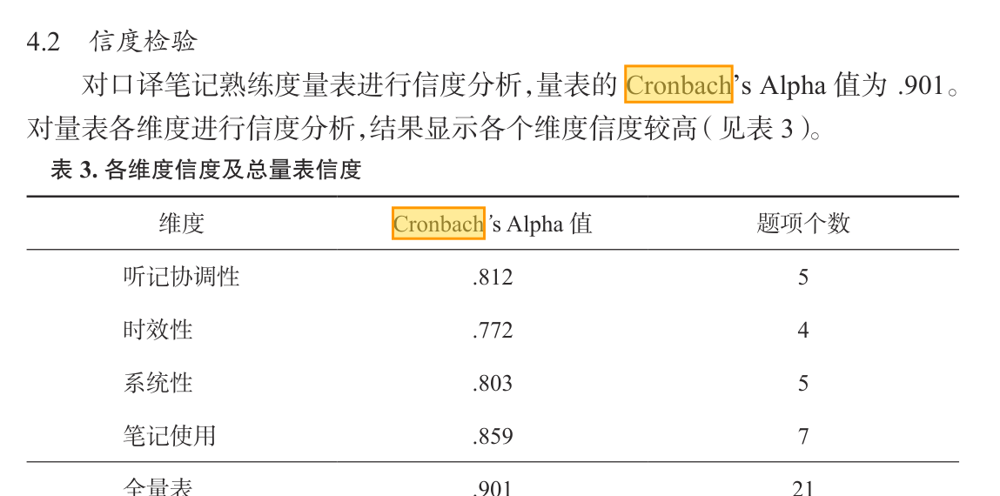 4.2 信度检验
对口译笔记熟练度量表进行信度分析,量表的 Cronbach's Alpha 值为 .901。
对量表各维度进行信度分析,结果显示各个维度信度较高( 见表 3 )。
表 3. 各维度信度及总量表信度
维度 Cronbach's Alpha 值 题项个数
听记协调性 .812 5
时效性 .772 4
系统性 .803 5
笔记使用 .859 7
全量表 .901 21